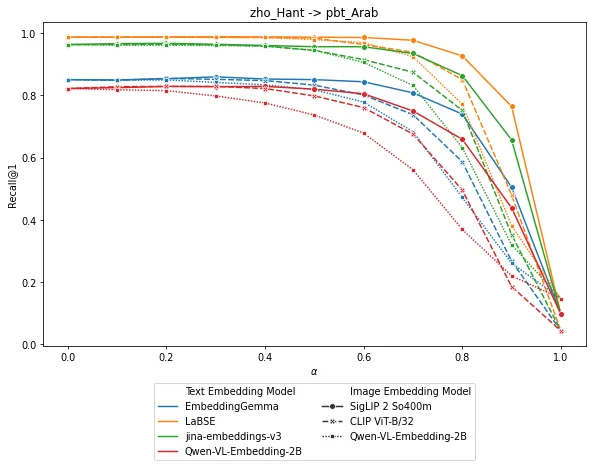 zho_Hant -> pbt_Arab
1.0
0.8
0.6
0.4
0.2
0.0
Recall@1
0.0 0.2 0.4 0.6 0.8 1.0
α
Text Embedding Model Image Embedding Model
EmbeddingGemma SigLIP 2 So400m
LaBSE CLIP ViT-B/32
jina-embeddings-v3 Qwen-VL-Embedding-2B
Qwen-VL-Embedding-2B